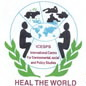 ICESPS
International Centre
for Environmental, Social
and Policy Studies
HEAL THE WORLD